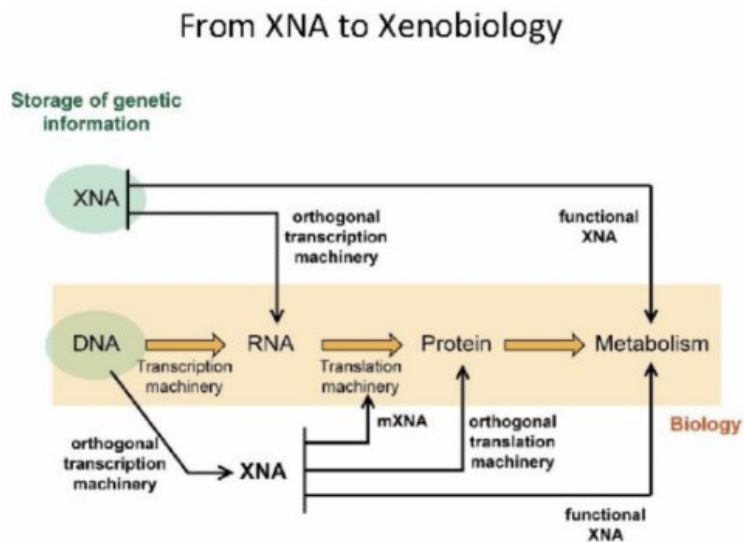 From XNA to Xenobiology
Storage of genetic
information
XNA
orthogonal
transcription
machinery
functional
XNA
DNA
RNA
Protein
Metabolism
Transcription
machinery
Translation
machinery
mXNA
orthogonal
translation
machinery
Biology
orthogonal
transcription
machinery
XNA
functional
XNA